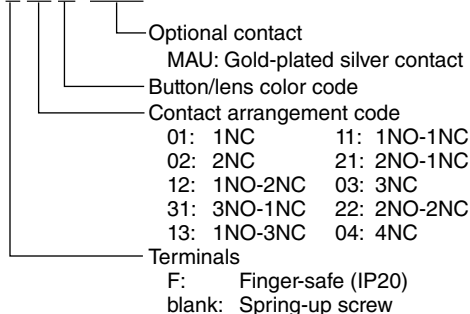 Optional contact
MAU: Gold-plated silver contact
Button/lens color code
Contact arrangement code
01: 1NC 11: 1NO-1NC
02: 2NC 21: 2NO-1NC
12: 1NO-2NC 03: 3NC
31: 3NO-1NC 22: 2NO-2NC
13: 1NO-3NC 04: 4NC
Terminals
F: Finger-safe (IP20)
blank: Spring-up screw